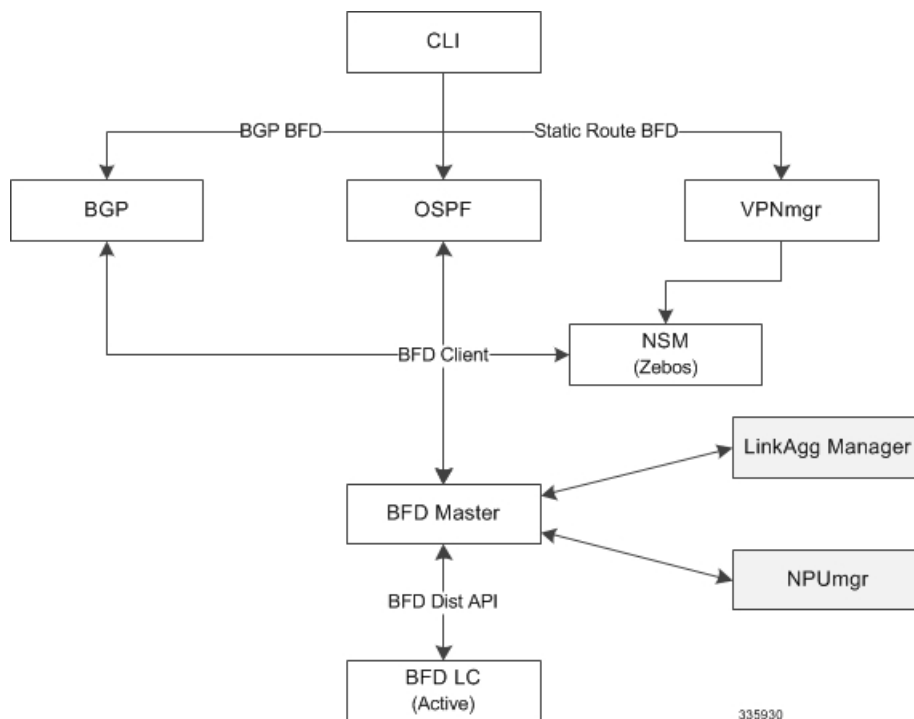 CLI
BGP BFD
Static Route BFD
BGP
OSPF
VPNmgr
NSM
(Zebos)
BFD Client
LinkAgg Manager
BFD Master
NPUmgr
BFD Dist API
BFD LC
(Active)
335930